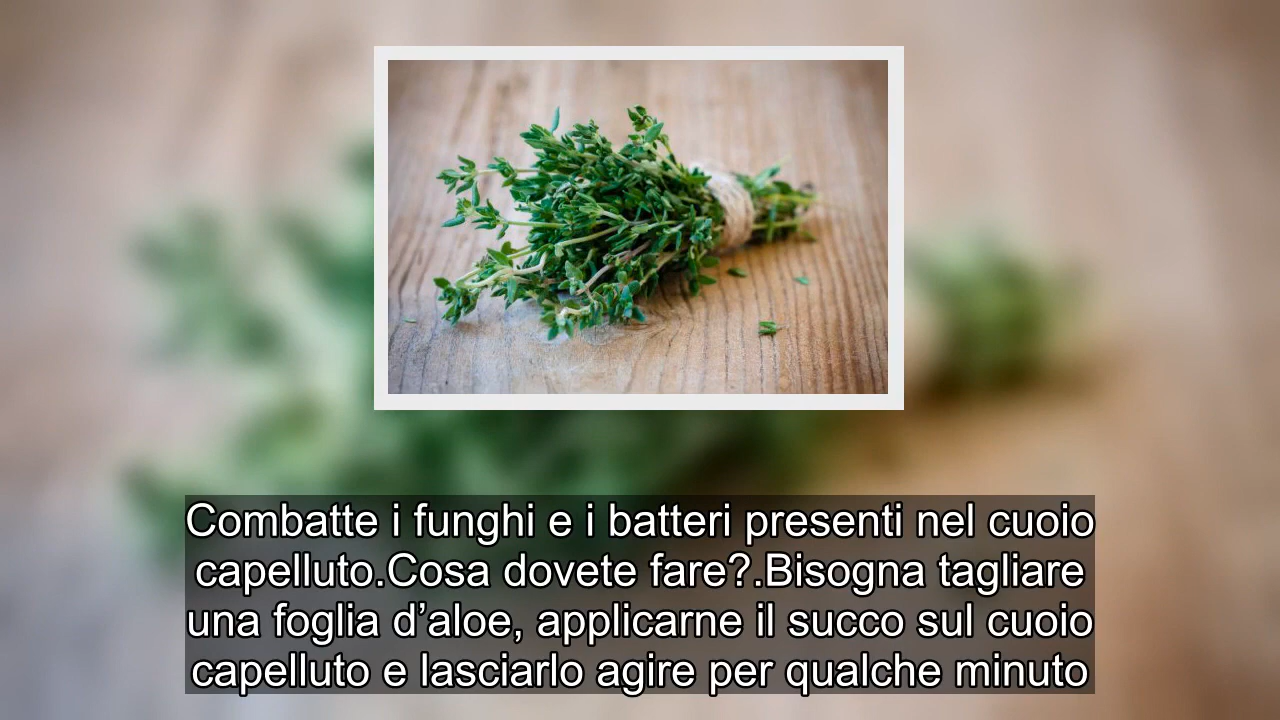 Combatte i funghi e i batteri presenti nel cuoio
capelluto.Cosa dovete fare?.Bisogna tagliare
una foglia d’aloe, applicarne il succo sul cuoio
capelluto e lasciarlo agire per qualche minuto